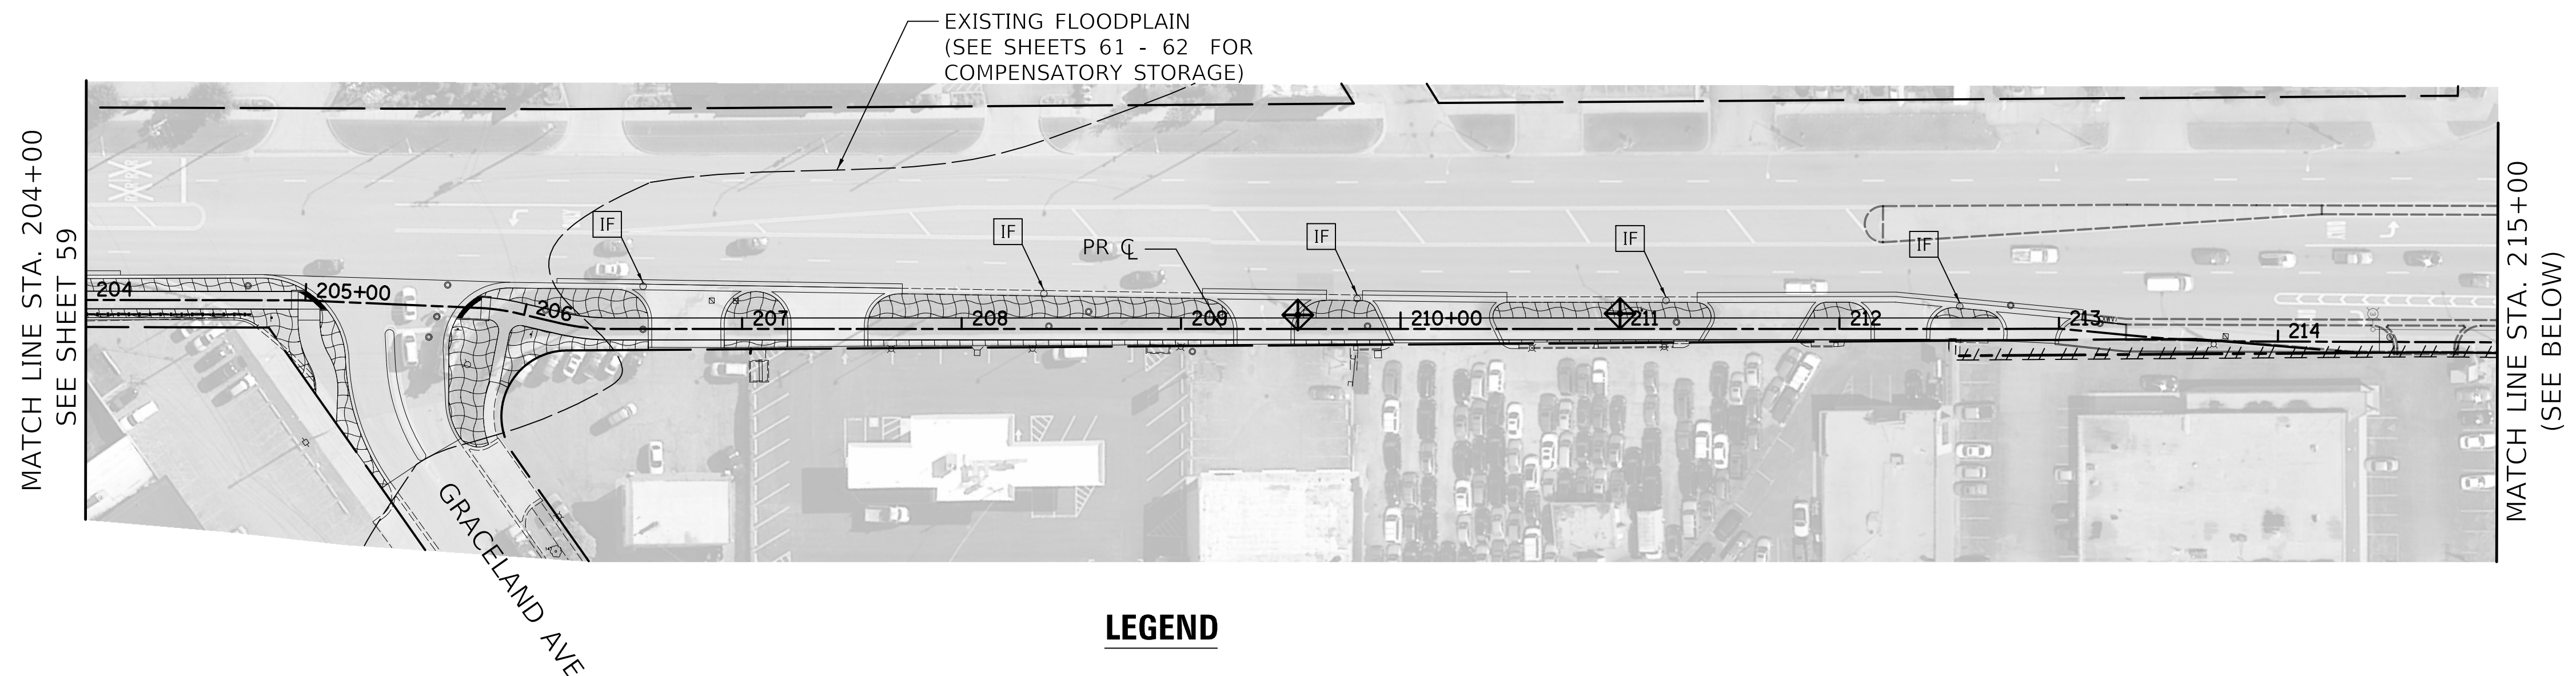 EXISTING FLOODPLAIN
(SEE SHEETS 61 - 62 FOR
COMPENSATORY STORAGE)
MATCH LINE STA. 204+00
SEE SHEET 59
IF
IF
IF
IF
IF
PR ℄
204
205+00
206
207
208
209
210+00
211
212
213
214
MATCH LINE STA. 215+00
(SEE BELOW)
GRACELAND AVE
LEGEND